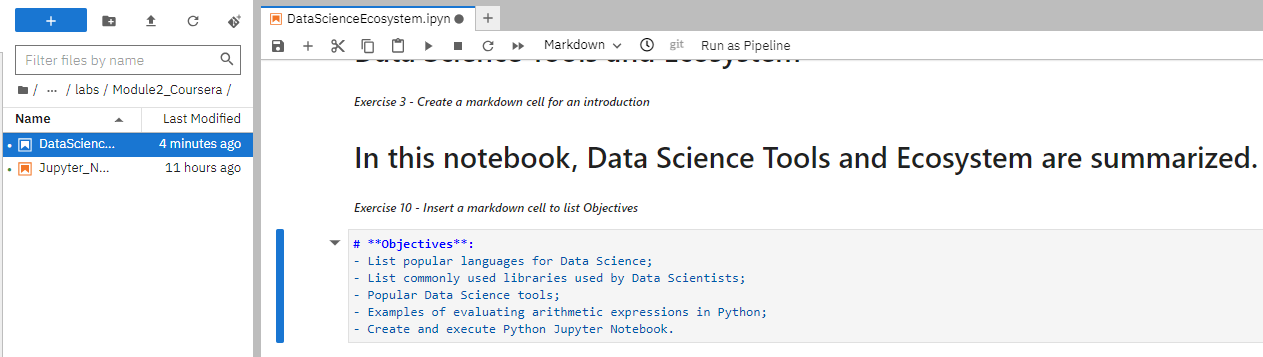 +
Filter files by name
/ ... / labs / Module2_Coursera /
Name Last Modified
DataScienc... 4 minutes ago
Jupyter_N... 11 hours ago
DataScienceEcosystem.ipyn
+
Markdown git Run as Pipeline
Data Science Tools and Ecosystem
Exercise 3 - Create a markdown cell for an introduction
In this notebook, Data Science Tools and Ecosystem are summarized.
Exercise 10 - Insert a markdown cell to list Objectives
# **Objectives**:
- List popular languages for Data Science;
- List commonly used libraries used by Data Scientists;
- Popular Data Science tools;
- Examples of evaluating arithmetic expressions in Python;
- Create and execute Python Jupyter Notebook.